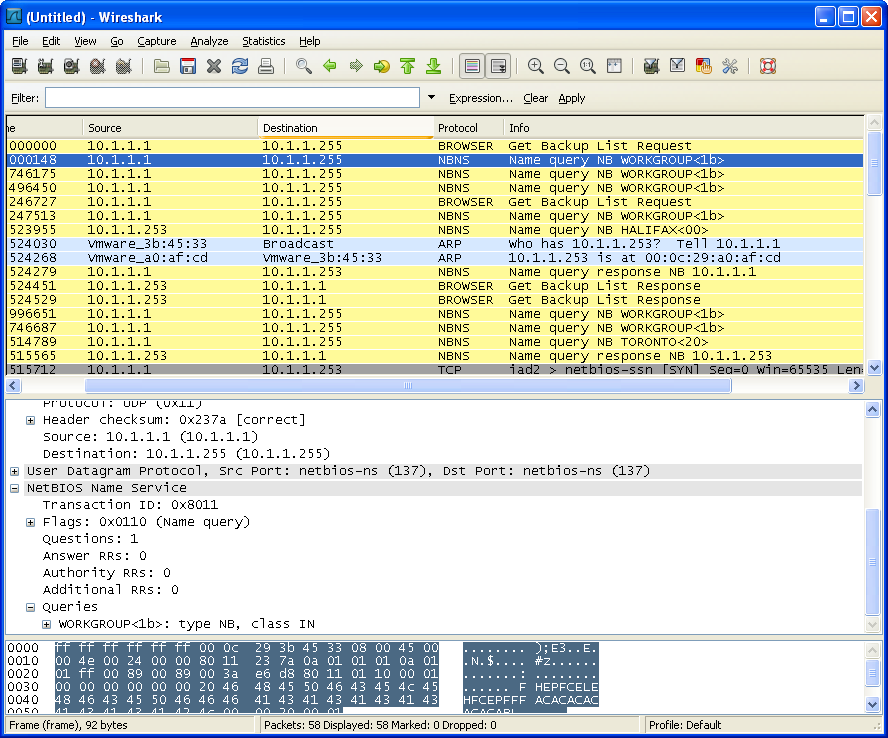 (Untitled) - Wireshark
File Edit View Go Capture Analyze Statistics Help
Filter: Expression... Clear Apply
ne Source Destination Protocol Info
000000 10.1.1.1 10.1.1.255 BROWSER Get Backup List Request
000148 10.1.1.1 10.1.1.255 NBNS Name query NB WORKGROUP<1b>
746175 10.1.1.1 10.1.1.255 NBNS Name query NB WORKGROUP<1b>
496450 10.1.1.1 10.1.1.255 NBNS Name query NB WORKGROUP<1b>
246727 10.1.1.1 10.1.1.255 BROWSER Get Backup List Request
247513 10.1.1.1 10.1.1.255 NBNS Name query NB WORKGROUP<1b>
523955 10.1.1.253 10.1.1.255 NBNS Name query NB HALIFAX<00>
524030 Vmware_3b:45:33 Broadcast ARP Who has 10.1.1.253? Tell 10.1.1.1
524268 Vmware_a0:af:cd Vmware_3b:45:33 ARP 10.1.1.253 is at 00:0c:29:a0:af:cd
524279 10.1.1.1 10.1.1.253 NBNS Name query response NB 10.1.1.1
524451 10.1.1.253 10.1.1.1 BROWSER Get Backup List Response
524529 10.1.1.253 10.1.1.1 BROWSER Get Backup List Response
996651 10.1.1.1 10.1.1.255 NBNS Name query NB WORKGROUP<1b>
746687 10.1.1.1 10.1.1.255 NBNS Name query NB WORKGROUP<1b>
514789 10.1.1.1 10.1.1.255 NBNS Name query NB TORONTO<20>
515565 10.1.1.253 10.1.1.1 NBNS Name query response NB 10.1.1.253
515712 10.1.1.1 10.1.1.253 TCP iad2 > netbios-ssn [SYN] Seq=0 Win=65535 Len=
Protocol: UDP (0x11)
Header checksum: 0x237a [correct]
Source: 10.1.1.1 (10.1.1.1)
Destination: 10.1.1.255 (10.1.1.255)
User Datagram Protocol, Src Port: netbios-ns (137), Dst Port: netbios-ns (137)
NetBIOS Name Service
Transaction ID: 0x8011
Flags: 0x0110 (Name query)
Questions: 1
Answer RRs: 0
Authority RRs: 0
Additional RRs: 0
Queries
WORKGROUP<1b>: type NB, class IN
0000 ff ff ff ff ff ff 00 0c 29 3b 45 33 08 00 45 00 ........ );E3..E.
0010 00 4e 00 24 00 00 80 11 23 7a 0a 01 01 01 0a 01 .N.$.... #z......
0020 01 ff 00 89 00 89 00 3a e6 d8 80 11 01 10 00 01 .......: ........
0030 00 00 00 00 00 00 20 46 48 45 50 46 43 45 4c 45 ...... F HEPFCELE
0040 48 46 43 45 50 46 46 46 41 43 41 43 41 43 41 43 HFCEPFFF ACACACAC
0050 41 43 41 43 41 42 4c 00 00 20 00 01 ACACABL. . ..
Frame (frame), 92 bytes Packets: 58 Displayed: 58 Marked: 0 Dropped: 0 Profile: Default